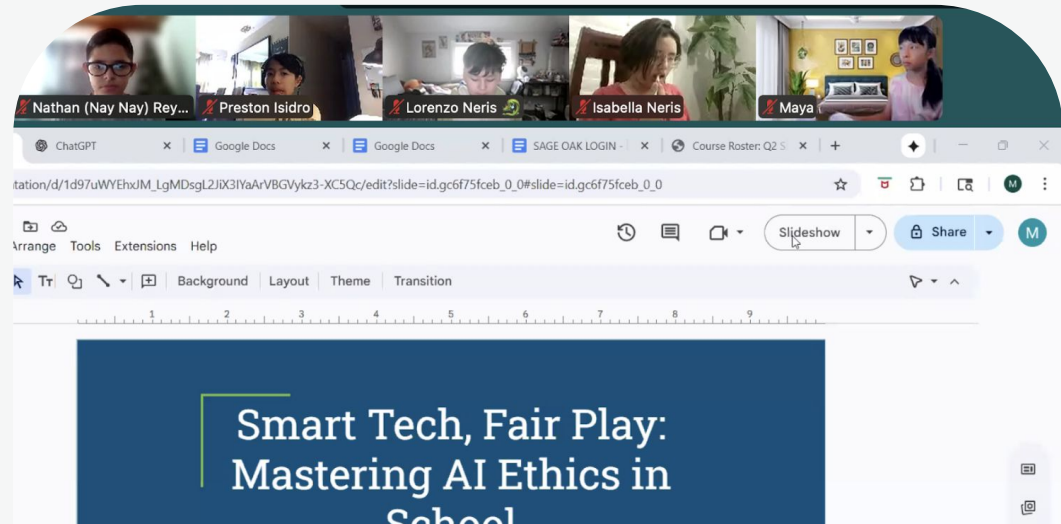 Nathan (Nay Nay) Rey...
Preston Isidro
Lorenzo Neris
Isabella Neris
Maya
ChatGPT
Google Docs
Google Docs
SAGE OAK LOGIN -
Course Roster: Q2 S
tation/d/1d97uWYEhxJM_LgMDsgL2JiX3IYaArVBGVykz3-XC5Qc/edit?slide=id.gc6f75fceb_0_0#slide=id.gc6f75fceb_0_0
M
Arrange Tools Extensions Help
Slideshow
Share
M
Tт
Background Layout Theme Transition
1 2 3 4 5 6 7 8 9
Smart Tech, Fair Play:
Mastering AI Ethics in
School